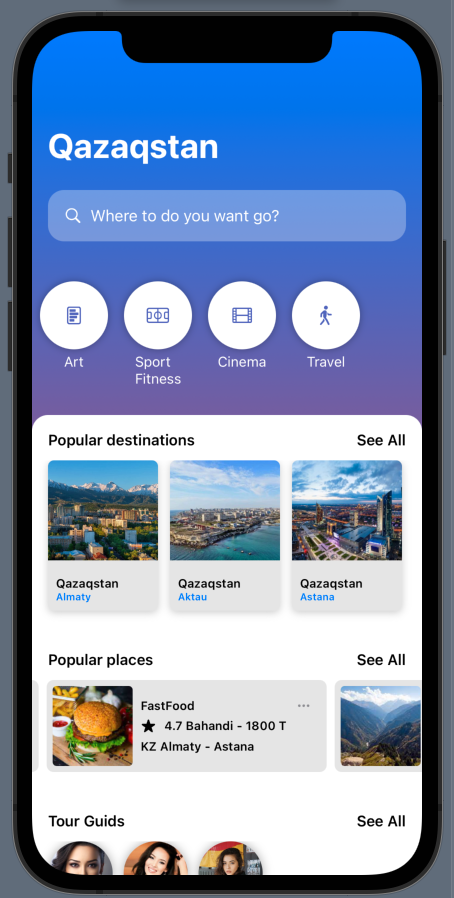 Qazaqstan
Where to do you want go?
Art
Sport
Fitness
Cinema
Travel
Popular destinations
See All
Qazaqstan
Almaty
Qazaqstan
Aktau
Qazaqstan
Astana
Popular places
See All
FastFood
4.7 Bahandi - 1800 T
KZ Almaty - Astana
Tour Guids
See All